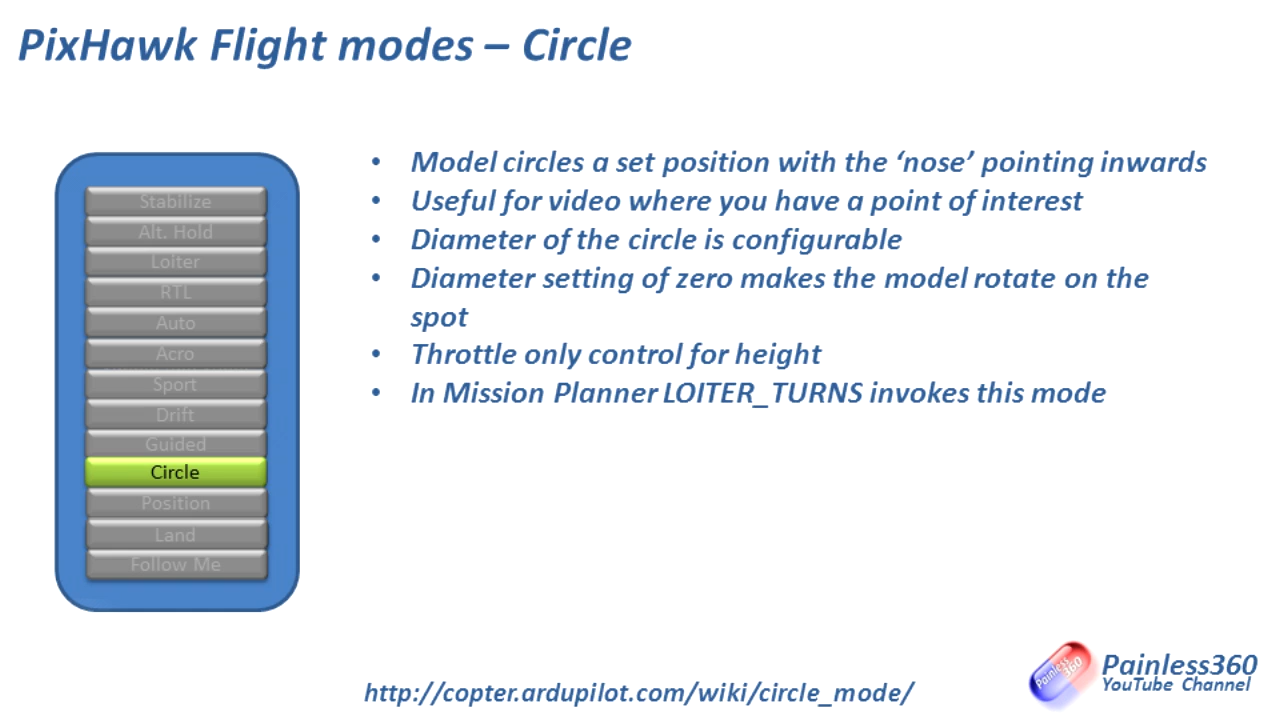 PixHawk Flight modes – Circle
Stabilize
Alt. Hold
Loiter
RTL
Auto
Acro
Sport
Drift
Guided
Circle
Position
Land
Follow Me
• Model circles a set position with the ‘nose’ pointing inwards
• Useful for video where you have a point of interest
• Diameter of the circle is configurable
• Diameter setting of zero makes the model rotate on the
spot
• Throttle only control for height
• In Mission Planner LOITER_TURNS invokes this mode
http://copter.ardupilot.com/wiki/circle_mode/
Painless
360
Painless360
YouTube Channel